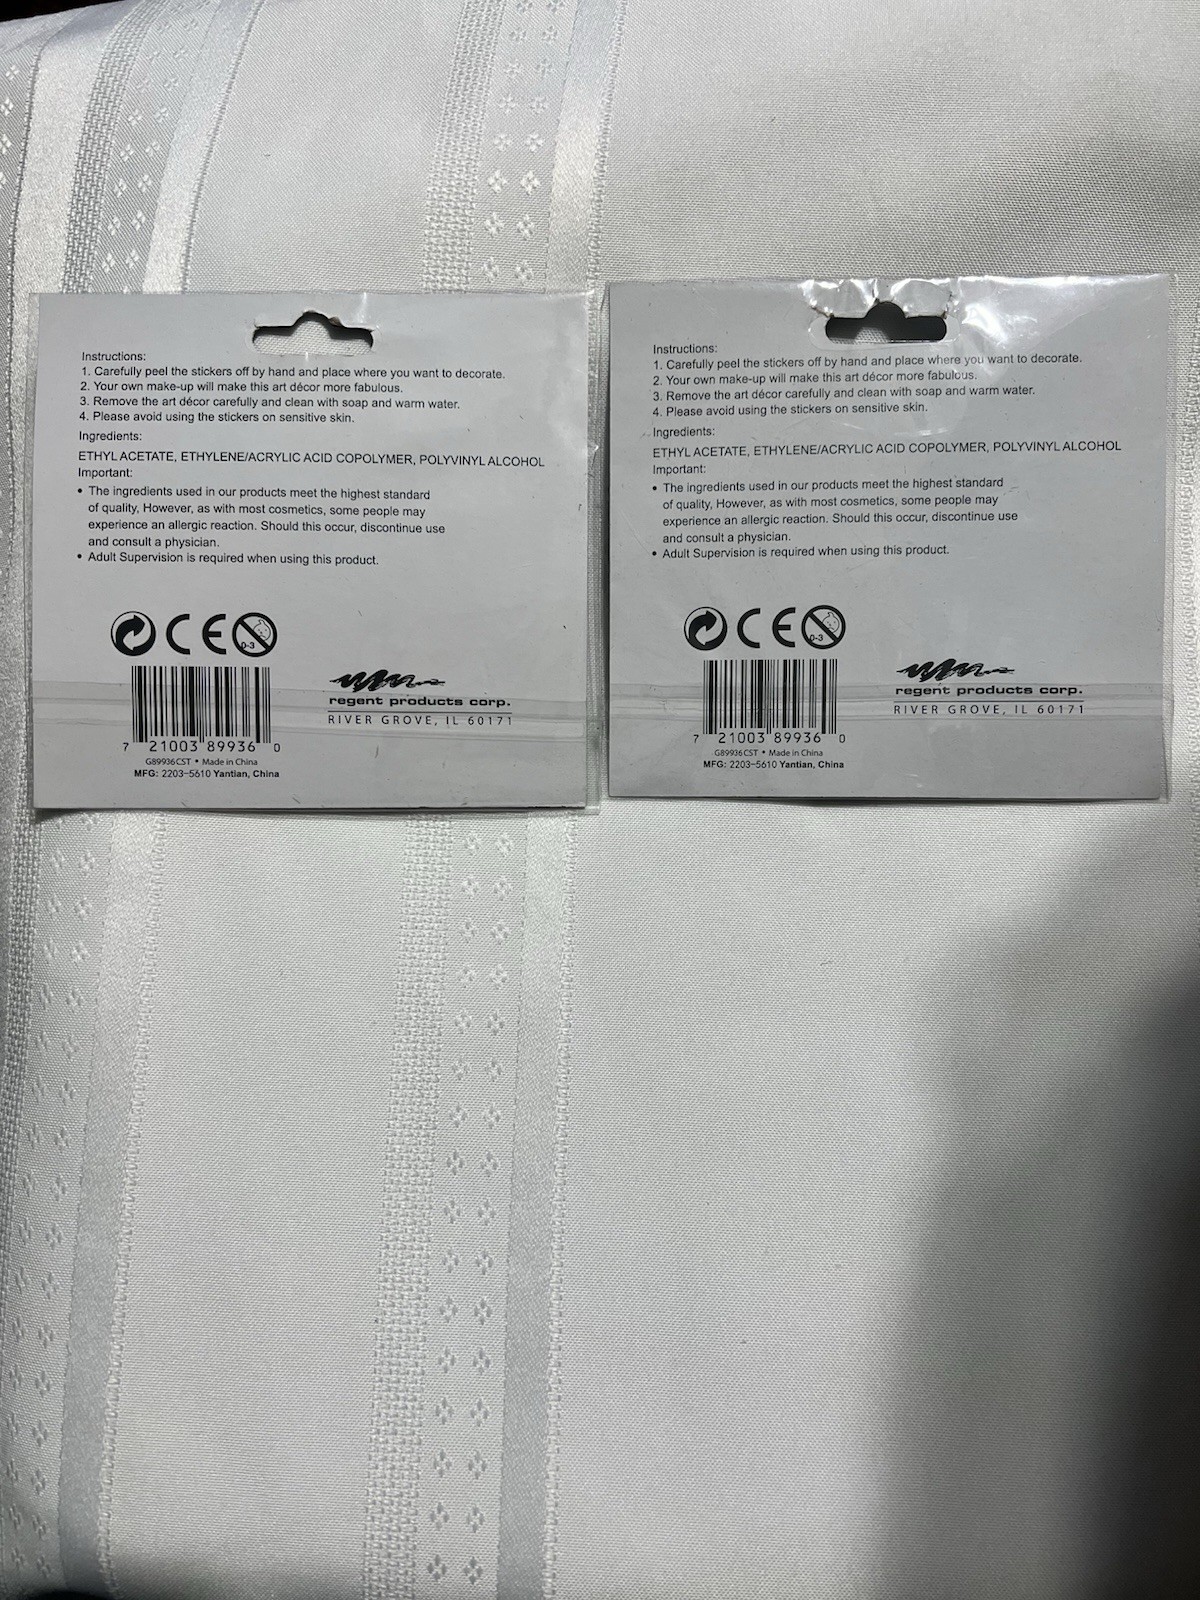 Instructions:
1. Carefully peel the stickers off by hand and place where you want to decorate.
2. Your own make-up will make this art décor more fabulous.
3. Remove the art décor carefully and clean with soap and warm water.
4. Please avoid using the stickers on sensitive skin.
Ingredients:
ETHYL ACETATE, ETHYLENE/ACRYLIC ACID COPOLYMER, POLYVINYL ALCOHOL
Important:
• The ingredients used in our products meet the highest standard
of quality, However, as with most cosmetics, some people may
experience an allergic reaction. Should this occur, discontinue use
and consult a physician.
• Adult Supervision is required when using this product.
CE
0-3
regent products corp.
RIVER GROVE, IL 60171
7 21003 89936 0
G89936CST • Made in China
MFG: 2203-5610 Yantian, China
Instructions:
1. Carefully peel the stickers off by hand and place where you want to decorate.
2. Your own make-up will make this art décor more fabulous.
3. Remove the art décor carefully and clean with soap and warm water.
4. Please avoid using the stickers on sensitive skin.
Ingredients:
ETHYL ACETATE, ETHYLENE/ACRYLIC ACID COPOLYMER, POLYVINYL ALCOHOL
Important:
• The ingredients used in our products meet the highest standard
of quality, However, as with most cosmetics, some people may
experience an allergic reaction. Should this occur, discontinue use
and consult a physician.
• Adult Supervision is required when using this product.
CE
0-3
regent products corp.
RIVER GROVE, IL 60171
7 21003 89936 0
G89936CST • Made in China
MFG: 2203-5610 Yantian, China